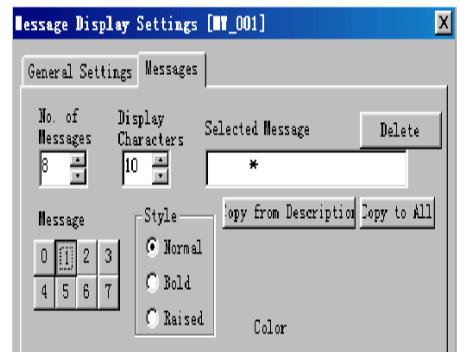 Message Display Settings [MY_001] X
General Settings Messages
No. of Messages
Display Characters
Selected Message
Delete
8 10 *
Copy from Description Copy to All
Message
Style
0 1 2 3
4 5 6 7
Normal
Bold
Raised
Color